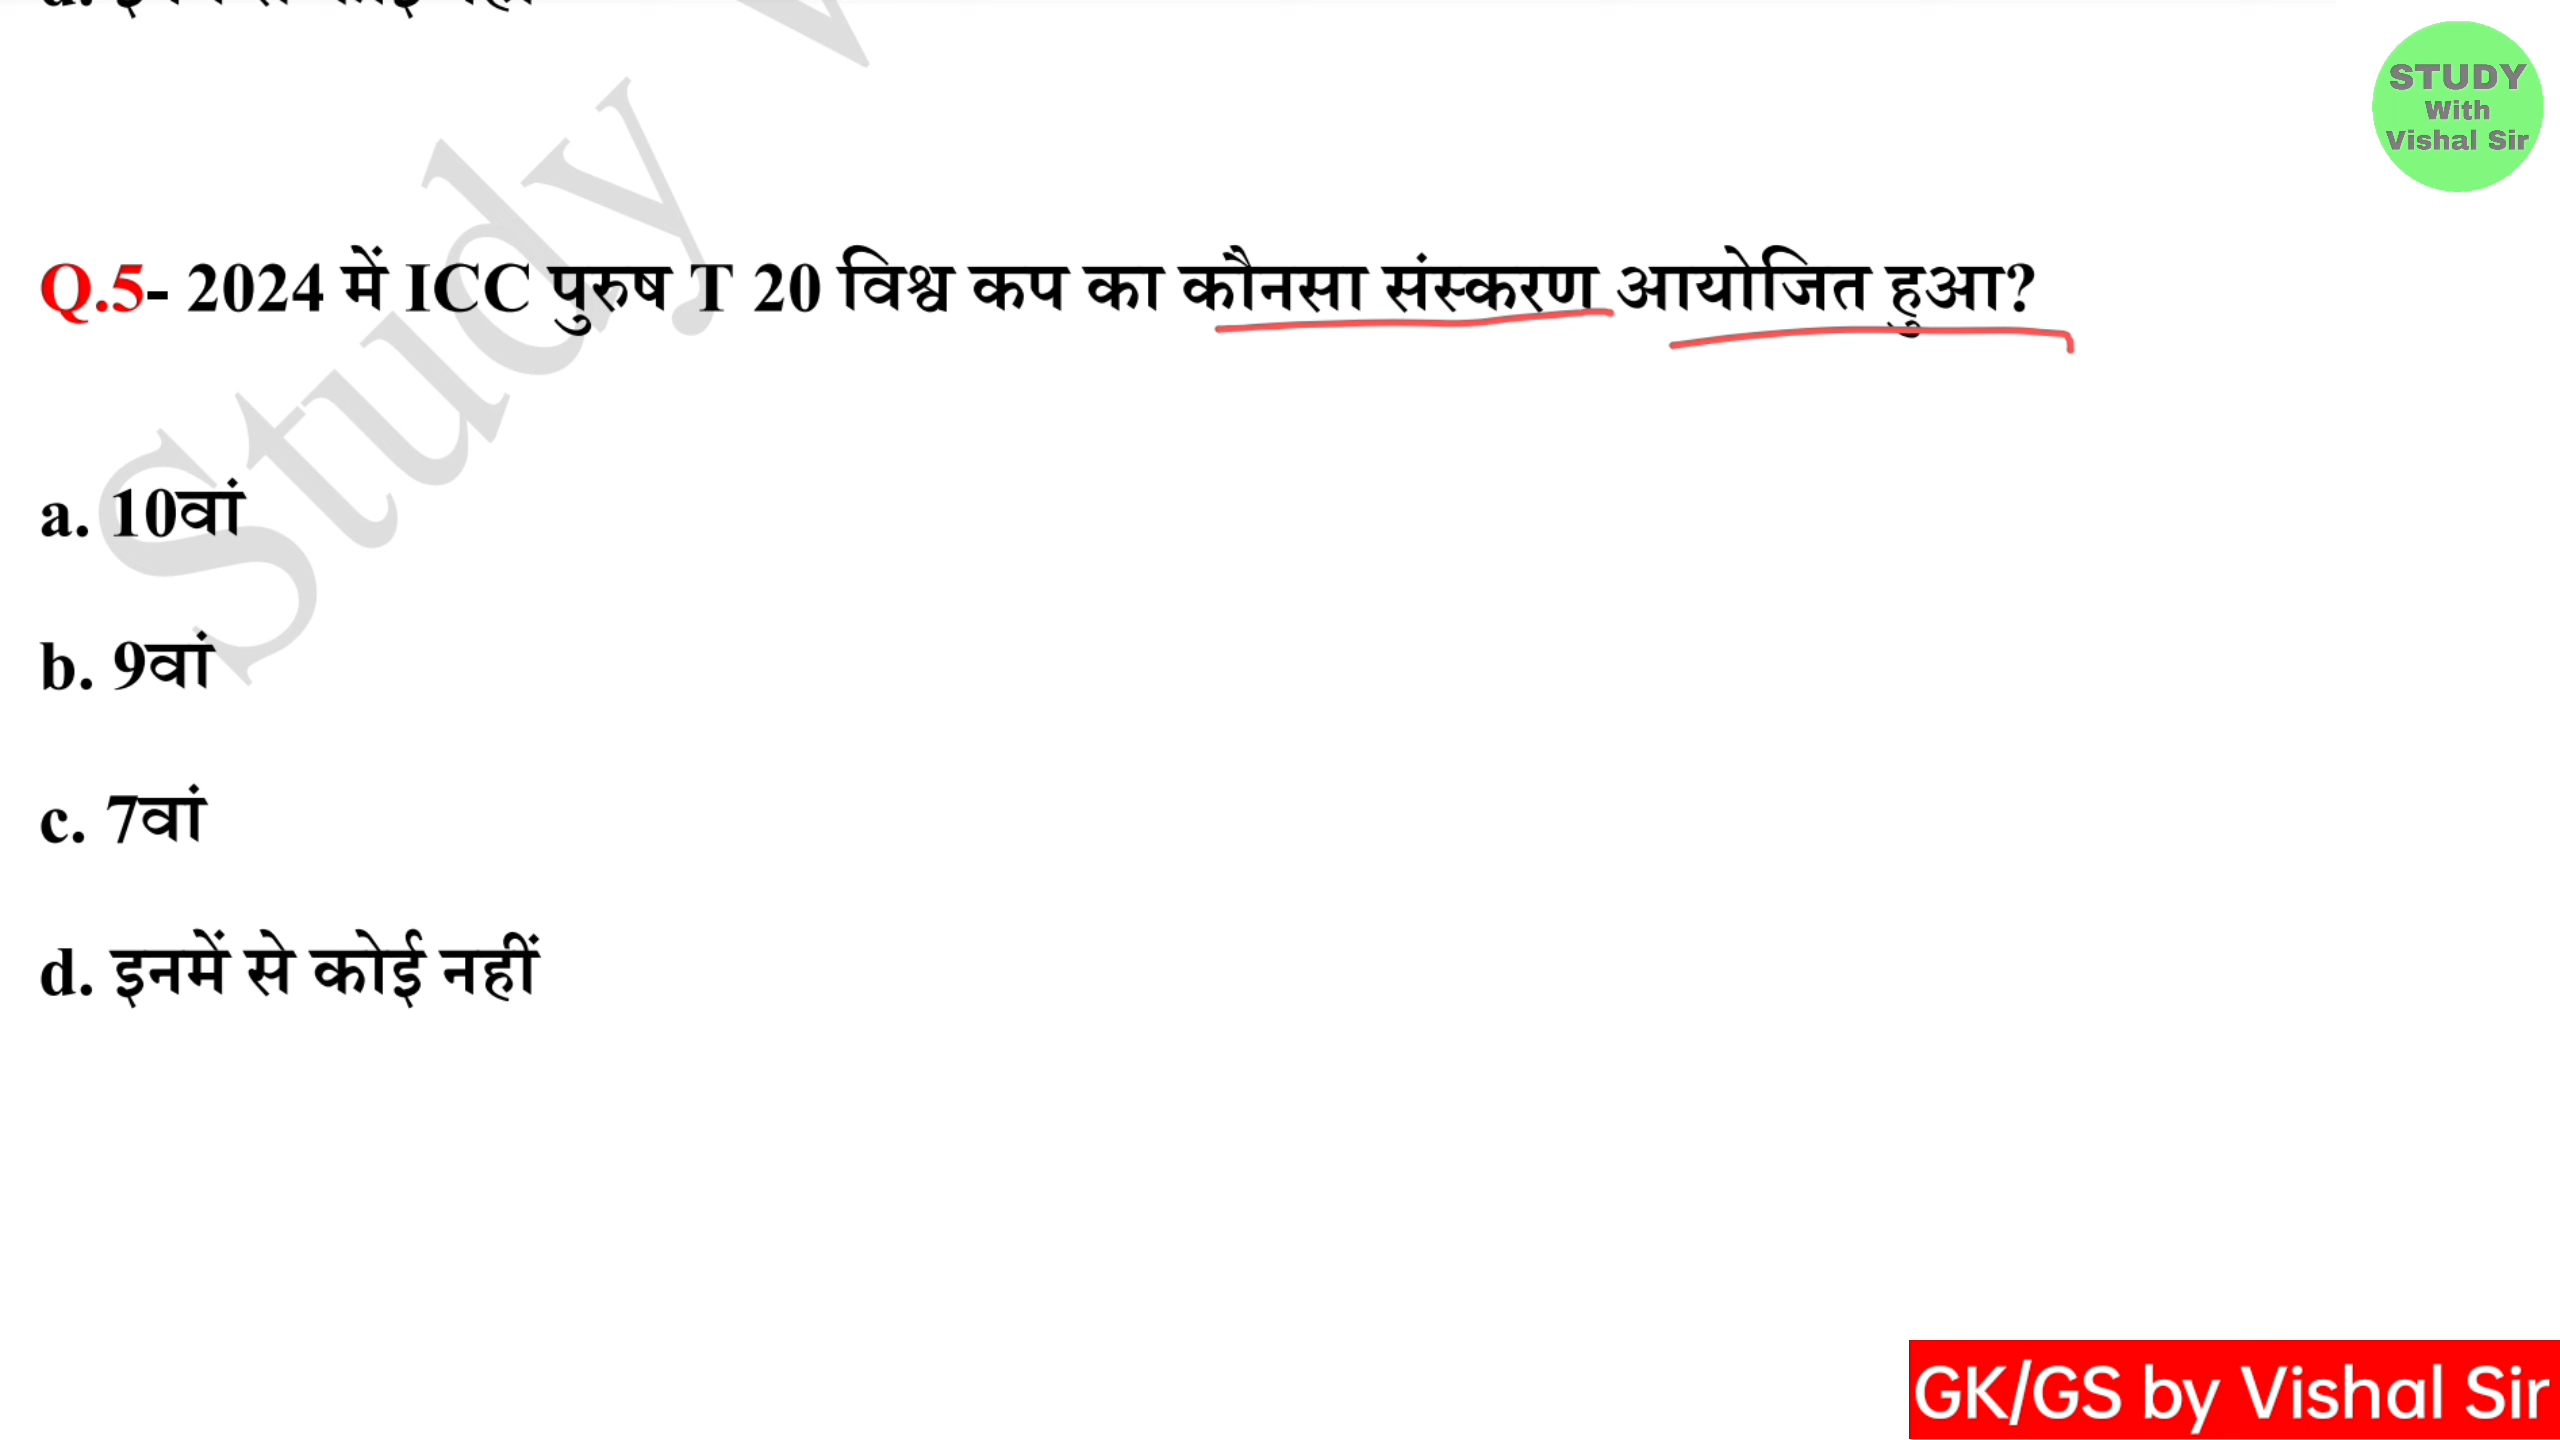 STUDY
With
Vishal Sir
Q.5- 2024 में ICC पुरुष T 20 विश्व कप का कौनसा संस्करण आयोजित हुआ?
a. 10वां
b. 9वां
c. 7वां
d. इनमें से कोई नहीं
Study
GK/GS by Vishal Sir